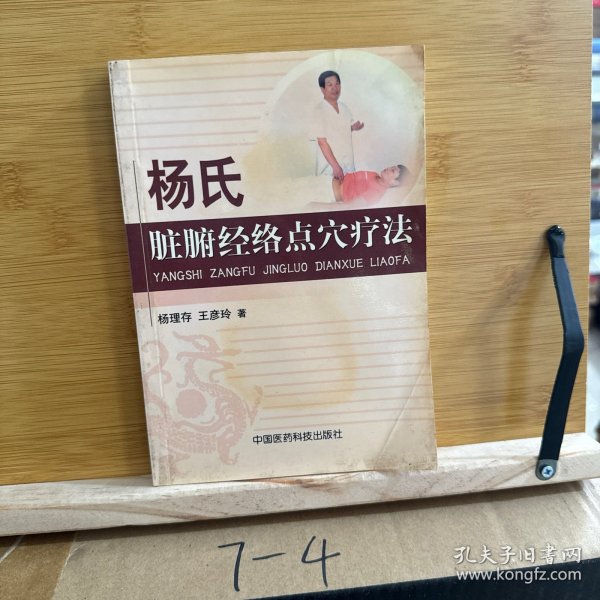 杨氏
脏腑经络点穴疗法
YANGSHI ZANGFU JINGLUO DIANXUE LIAOFA
杨理存 王彦玲 著
中国医药科技出版社
7-4
孔夫子旧书网
www.kongfz.com